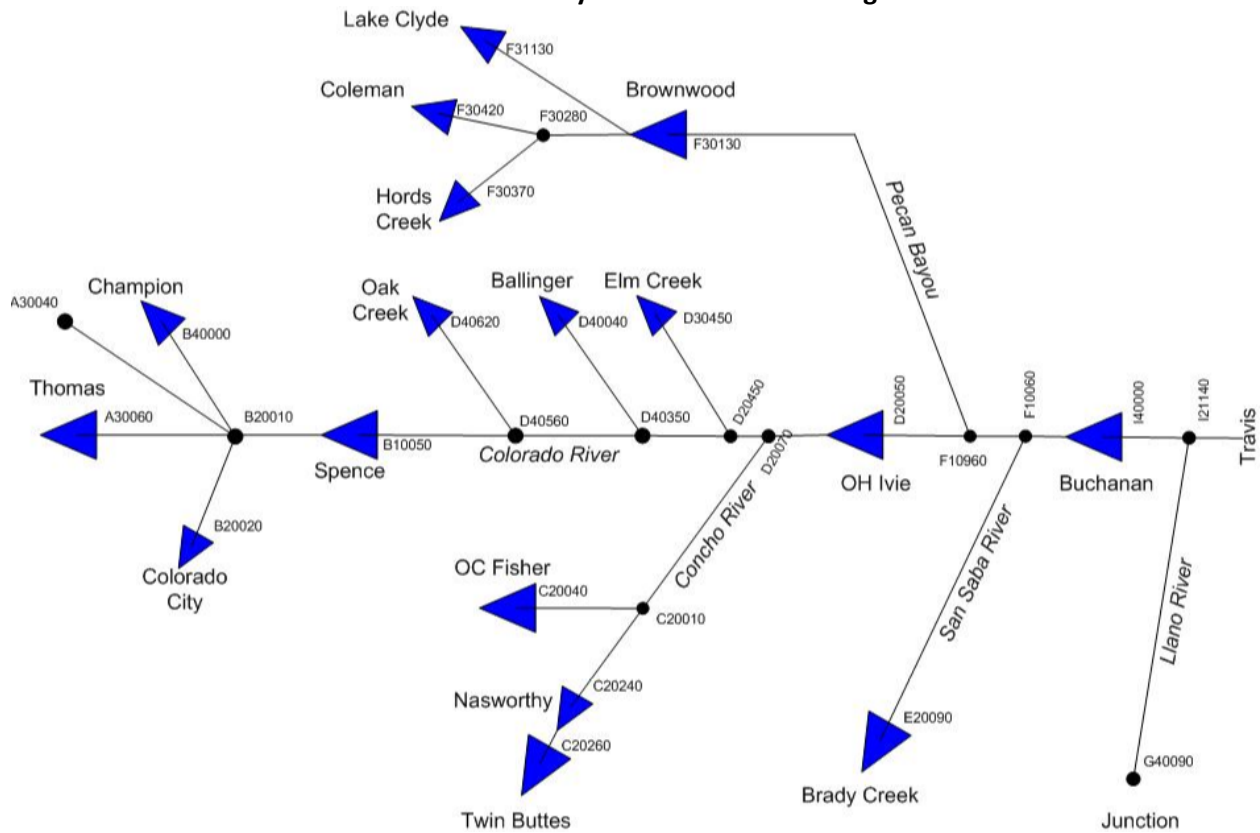 Lake Clyde
F31130
Coleman
F30420
F30280
Brownwood
F30130
Hords
Creek
F30370
Pecan Bayou
Champion
A30040
B40000
Oak
Creek
D40620
Ballinger
D40040
Elm Creek
D30450
Thomas
A30060
B20010
Spence
B10050
D40560
Colorado River
D40350
D20450
D20070
OH Ivie
D20050
F10960
F10060
Buchanan
I40000
I21140
Travis
B20020
Colorado
City
OC Fisher
C20040
C20010
Concho River
San Saba River
Llano River
Nasworthy
C20240
C20260
Twin Buttes
E20090
Brady Creek
G40090
Junction